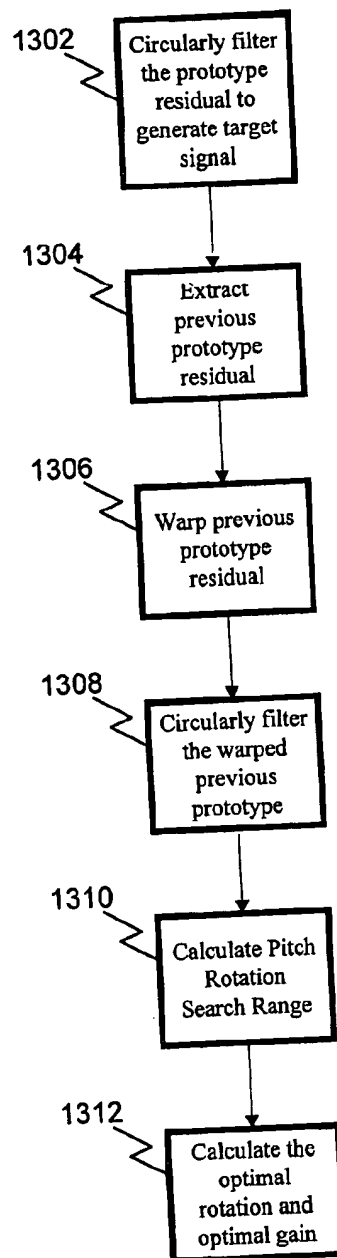 1302
Circularly filter
the prototype
residual to
generate target
signal
1304
Extract
previous
prototype
residual
1306
Warp previous
prototype
residual
1308
Circularly filter
the warped
previous
prototype
1310
Calculate Pitch
Rotation
Search Range
1312
Calculate the
optimal
rotation and
optimal gain